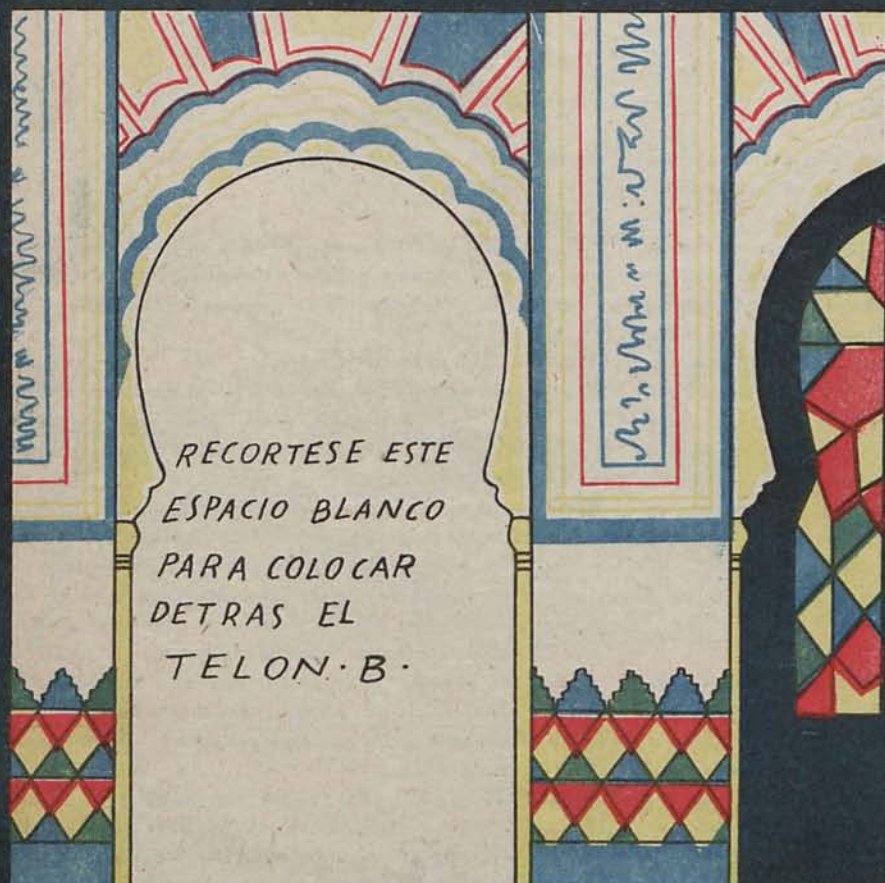 RECORTESE ESTE
ESPACIO BLANCO
PARA COLOCAR
DETRAS EL
TELON·B·